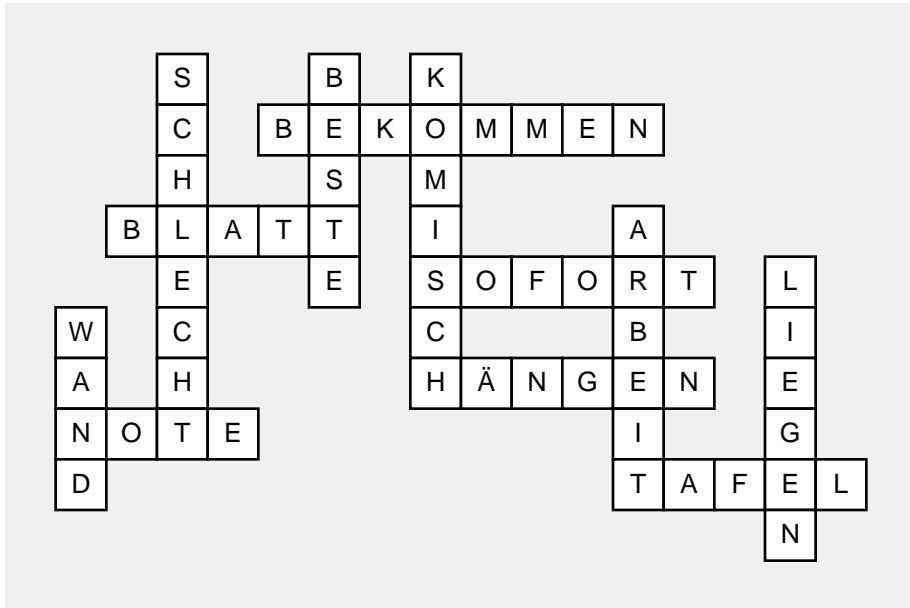 SCHLECHT
BESTE
KOMISCH
BEKOMMEN
BLATT
ARBEIT
SOFORT
LIEGEN
WAND
HÄNGEN
NOTE
TAFEL